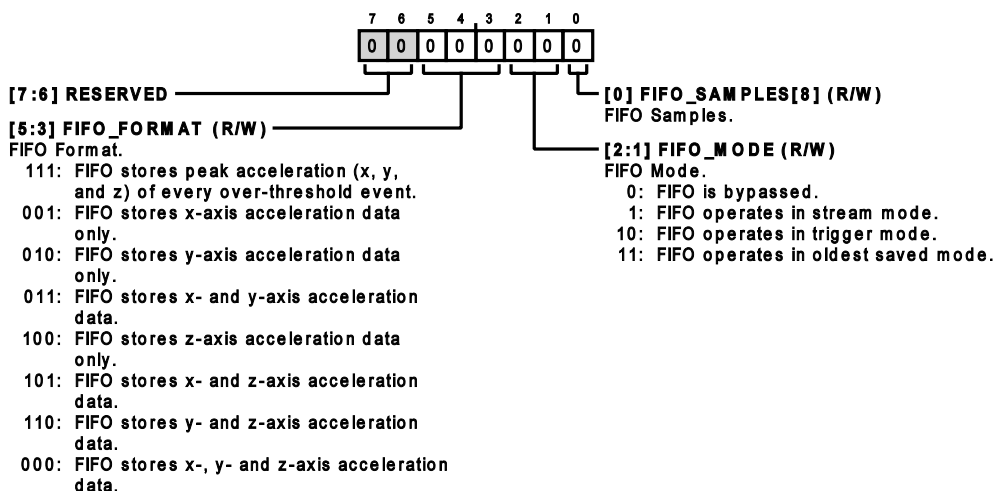 7 6 5 4 3 2 1 0
0 0 0 0 0 0 0 0
[7:6] RESERVED
[5:3] FIFO_FORMAT (R/W)
FIFO Format.
111: FIFO stores peak acceleration (x, y,
and z) of every over-threshold event.
001: FIFO stores x-axis acceleration data
only.
010: FIFO stores y-axis acceleration data
only.
011: FIFO stores x- and y-axis acceleration
data.
100: FIFO stores z-axis acceleration data
only.
101: FIFO stores x- and z-axis acceleration
data.
110: FIFO stores y- and z-axis acceleration
data.
000: FIFO stores x-, y- and z-axis acceleration
data.
[0] FIFO_SAMPLES[8] (R/W)
FIFO Samples.
[2:1] FIFO_MODE (R/W)
FIFO Mode.
0: FIFO is bypassed.
1: FIFO operates in stream mode.
10: FIFO operates in trigger mode.
11: FIFO operates in oldest saved mode.